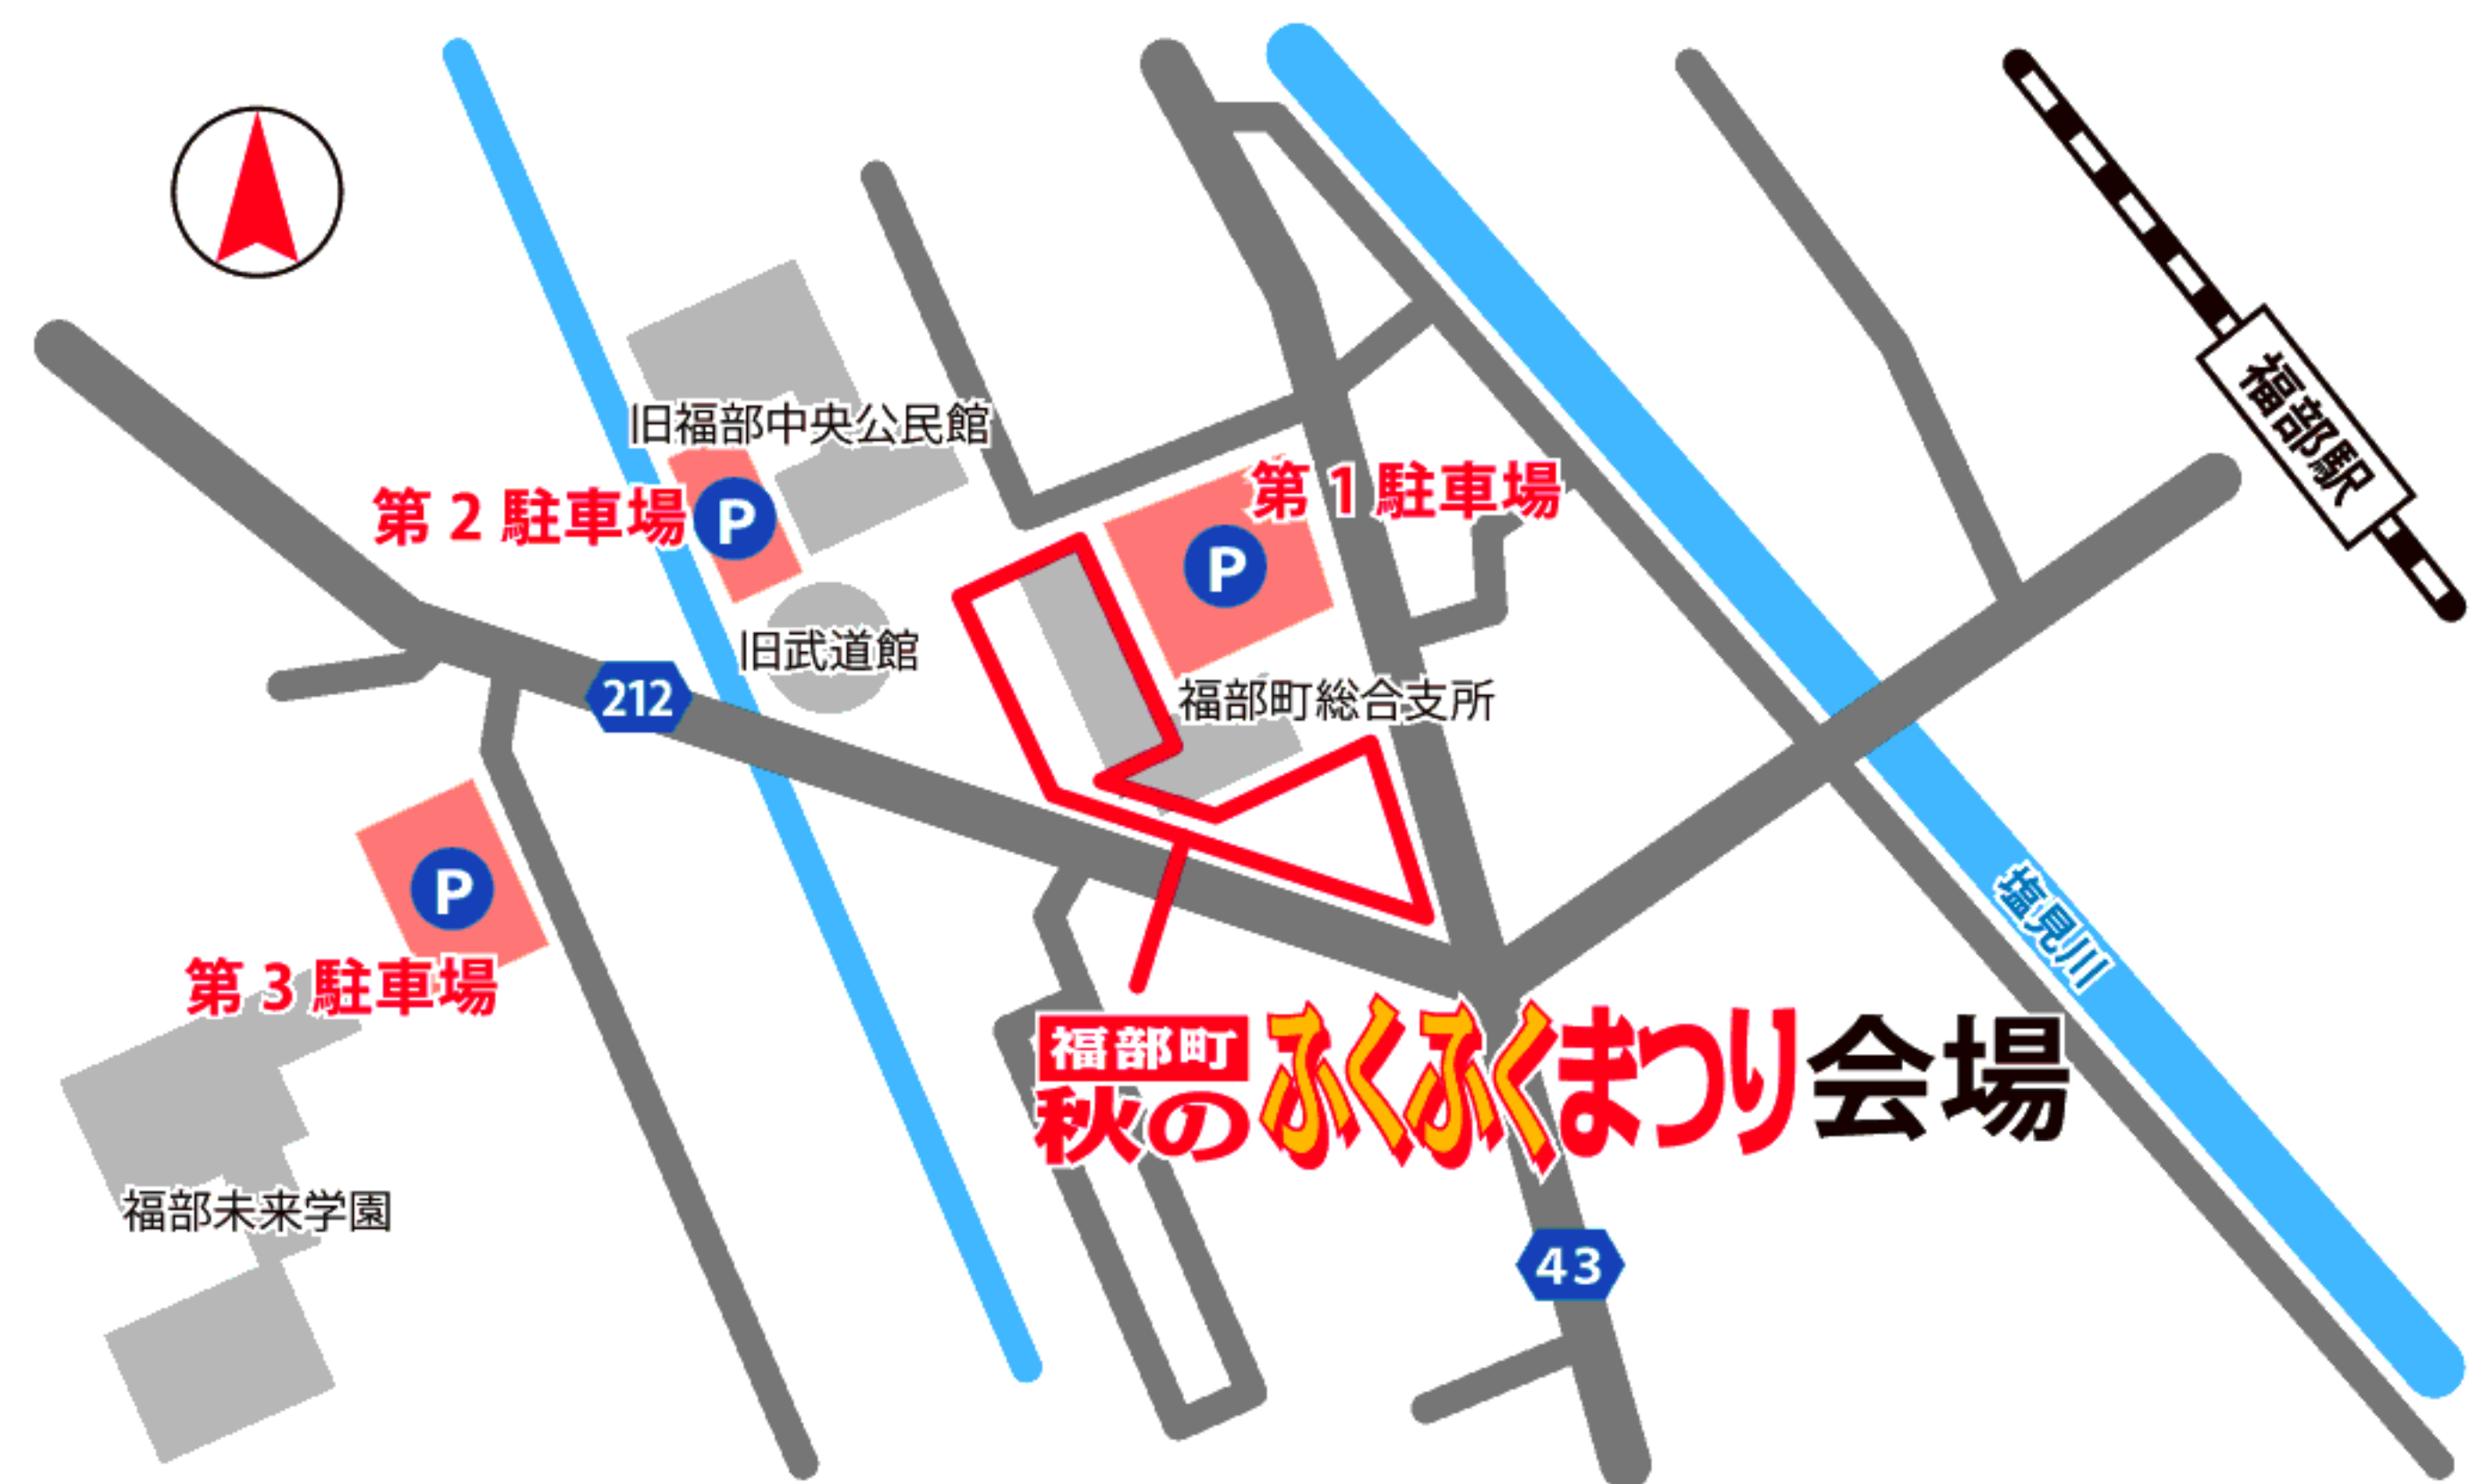 旧福部中央公民館
第1駐車場
P
第2駐車場
P
福部駅
旧武道館
212
福部町総合支所
P
第3駐車場
塩見川
福部町
秋のふくふくまつり会場
福部未来学園
43